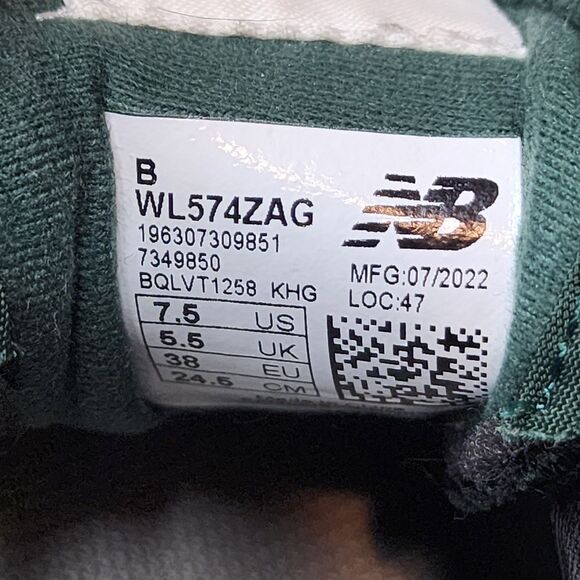 B
WL574ZAG
196307309851
7349850
BQLVT1258 KHG
7.5 US
5.5 UK
38 EU
24.5 CM
NB
MFG:07/2022
LOC:47